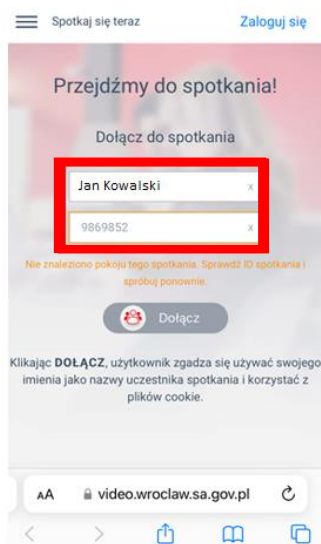 Spotkaj się teraz
Zaloguj się
Przejdźmy do spotkania!
Dołącz do spotkania
Jan Kowalski x
9869852 x
Nie znaleziono pokoju tego spotkania. Sprawdź ID spotkania i
spróbuj ponownie.
Dołącz
Klikając DOŁĄCZ, użytkownik zgadza się używać swojego
imienia jako nazwy uczestnika spotkania i korzystać z
plików cookie.
AA video.wroclaw.sa.gov.pl